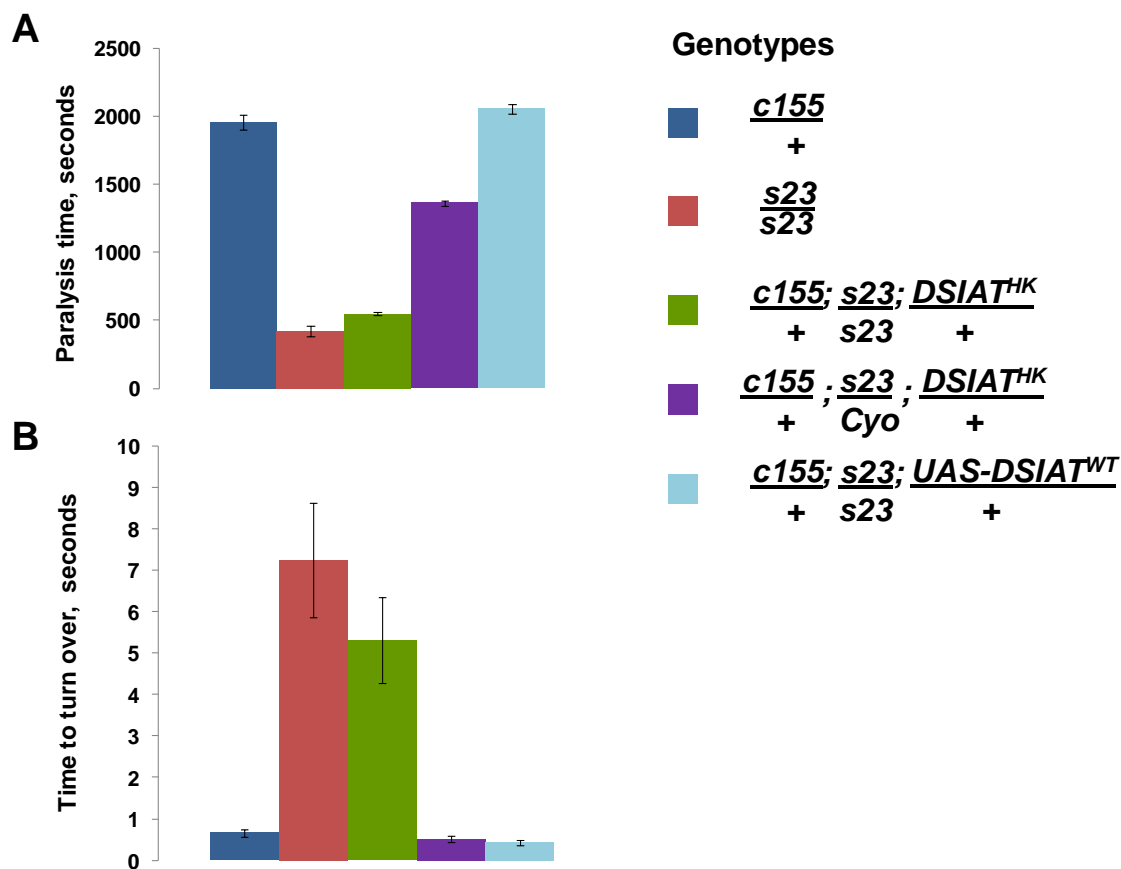 A
Paralysis time, seconds
2500
2000
1500
1000
500
0
B
Time to turn over, seconds
10
9
8
7
6
5
4
3
2
1
0
Genotypes
c155
+
s23
s23
c155; s23; DSIAT^HK
+ s23 +
c155 ; s23 ; DSIAT^HK
+ Cyo +
c155; s23; UAS-DSIAT^WT
+ s23 +